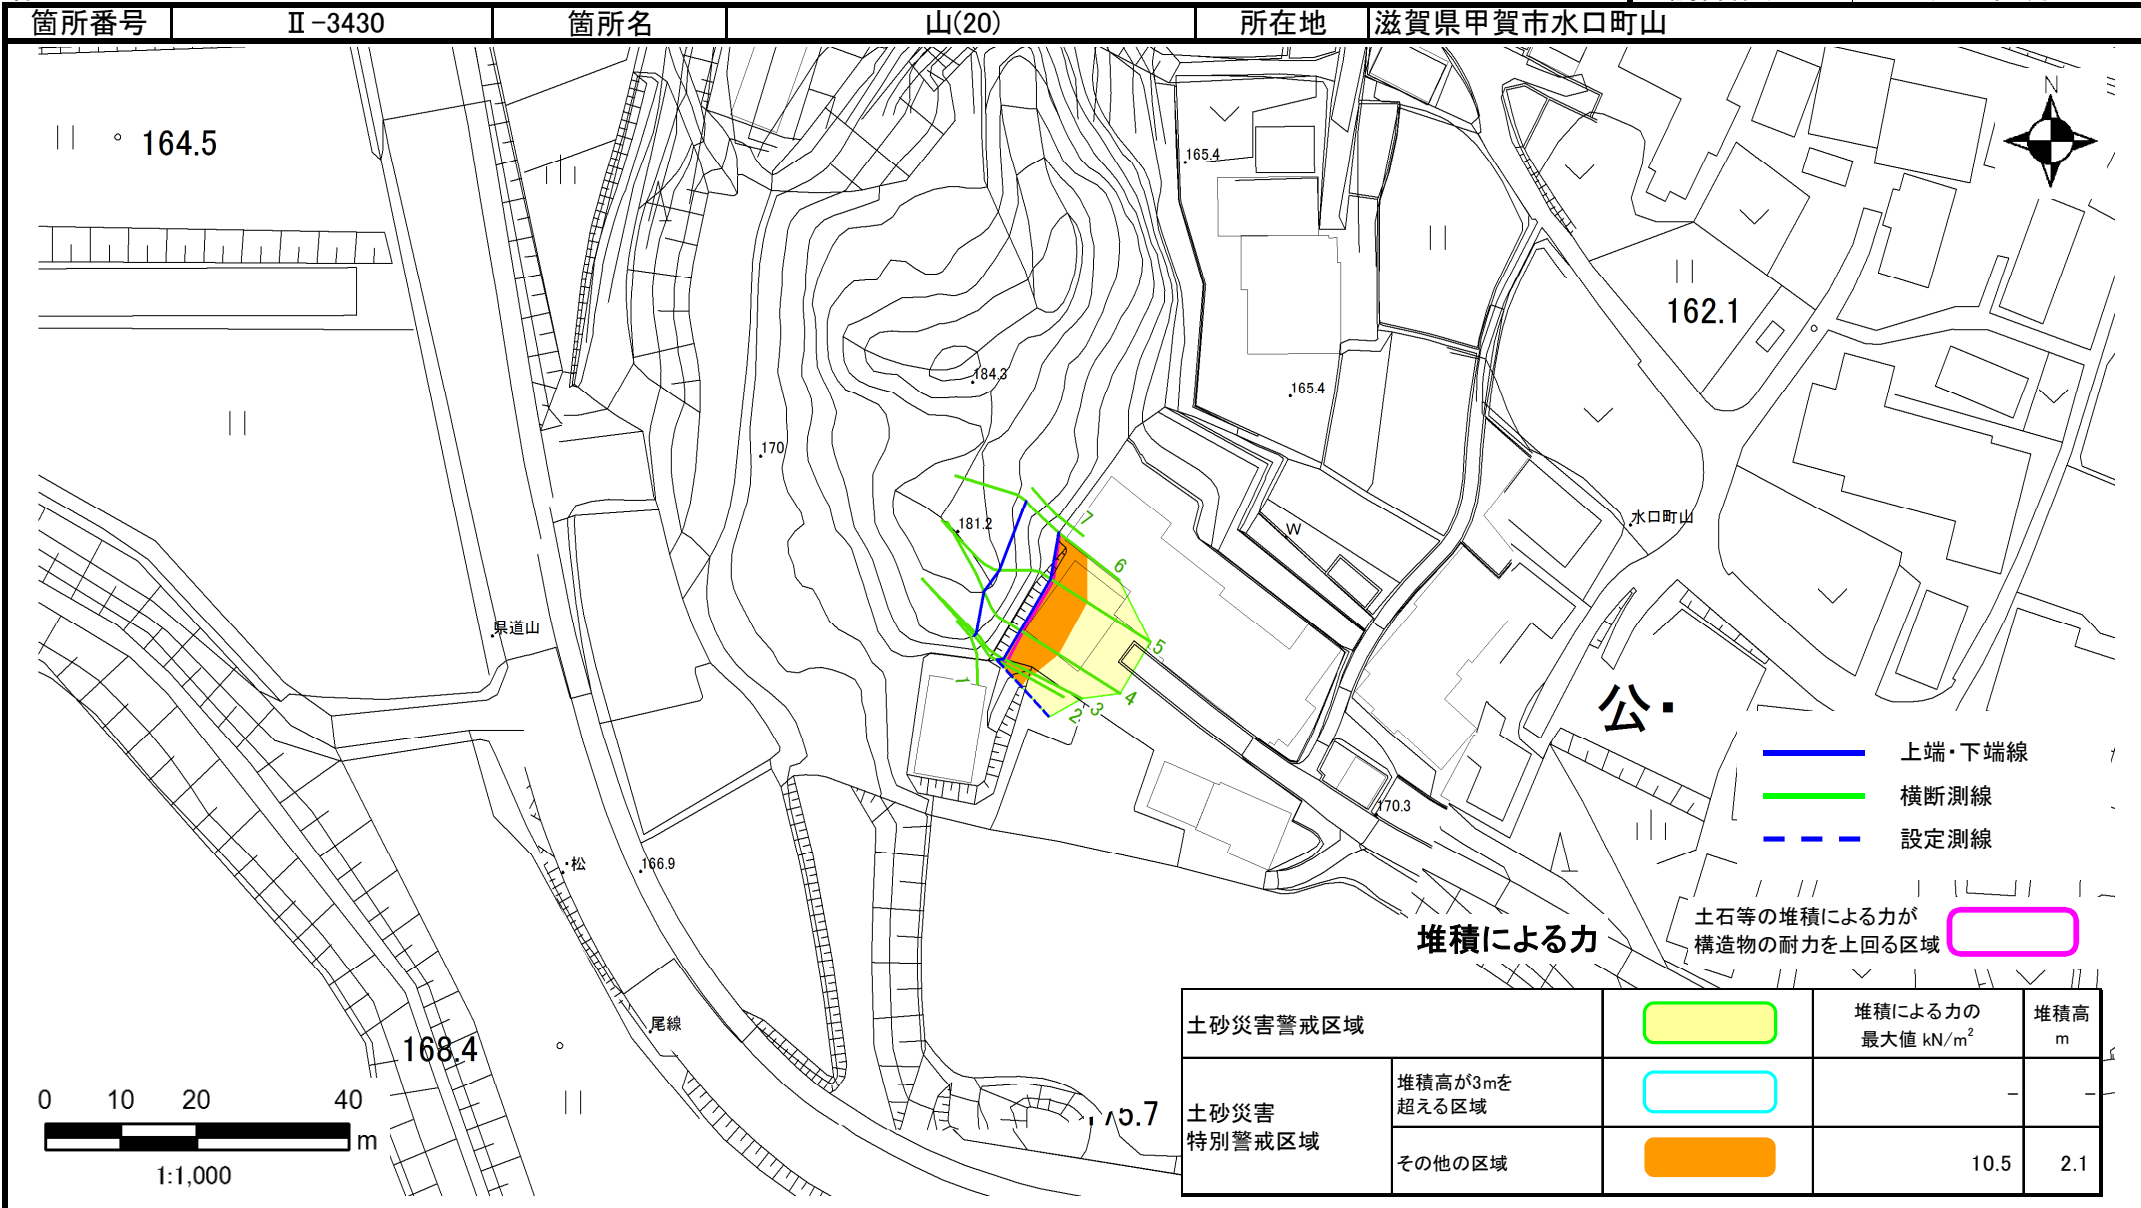 箇所番号 Ⅱ-3430 箇所名 山(20) 所在地 滋賀県甲賀市水口町山
N
164.5
165.4
162.1
184.3
165.4
170
181.2
7
W
水口町山
6
県道山
5
1
4
3
2
公・
上端・下端線
170.3
横断測線
設定測線
松
166.9
土石等の堆積による力が
構造物の耐力を上回る区域
堆積による力
尾線
168.4
土砂災害警戒区域
堆積による力の
最大値 kN/m²
堆積高
m
0 10 20 40
m
1:1,000
土砂災害
特別警戒区域
堆積高が3mを
超える区域
- -
その他の区域 10.5 2.1